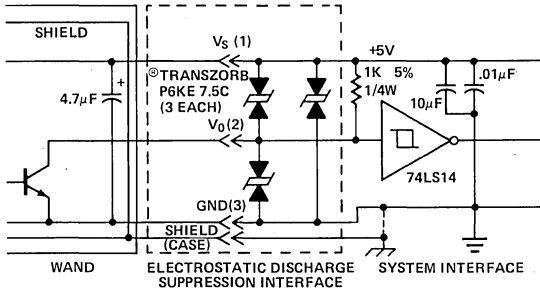 SHIELD
4.7μF
+
VS (1)
® TRANSZORB
P6KE 7.5C
(3 EACH)
VO(2)
GND(3)
SHIELD
(CASE)
+5V
1K 5%
1/4W
10μF
.01μF
74LS14
WAND
ELECTROSTATIC DISCHARGE
SUPPRESSION INTERFACE
SYSTEM INTERFACE